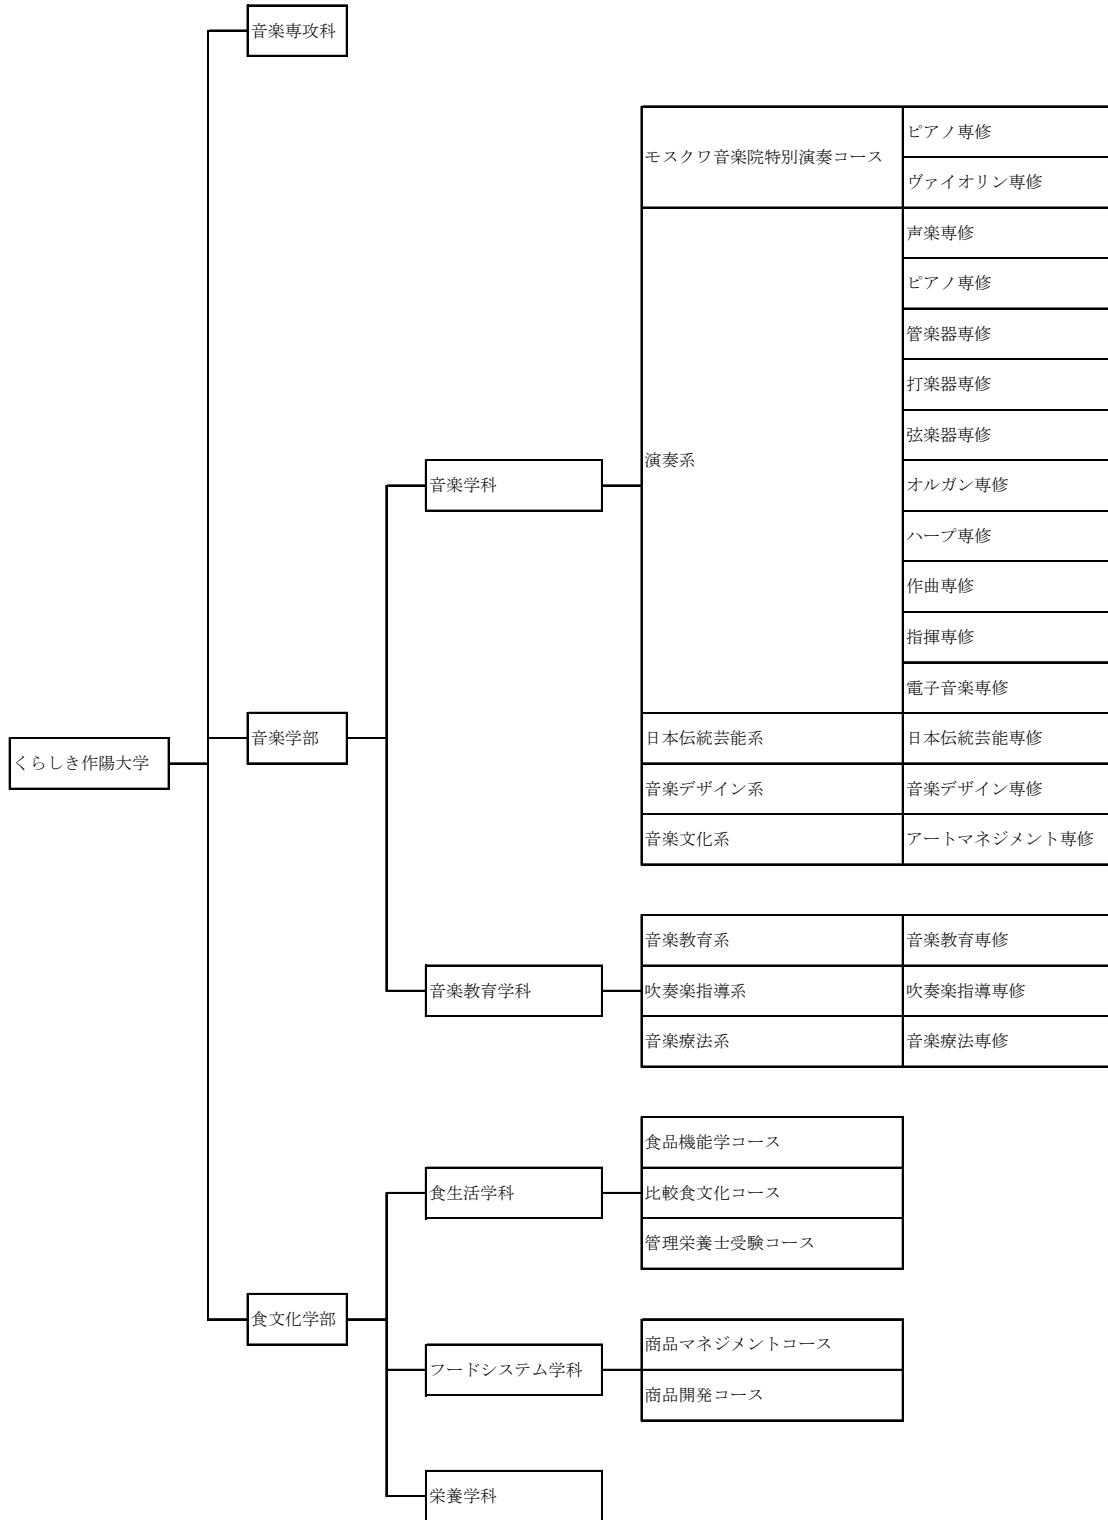 音楽専攻科
モスクワ音楽院特別演奏コース
ピアノ専修
ヴァイオリン専修
演奏系
声楽専修
ピアノ専修
管楽器専修
打楽器専修
弦楽器専修
オルガン専修
ハープ専修
作曲専修
指揮専修
電子音楽専修
音楽学科
くらしき作陽大学
音楽学部
日本伝統芸能系
日本伝統芸能専修
音楽デザイン系
音楽デザイン専修
音楽文化系
アートマネジメント専修
音楽教育学科
音楽教育系
音楽教育専修
吹奏楽指導系
吹奏楽指導専修
音楽療法系
音楽療法専修
食文化学部
食生活学科
食品機能学コース
比較食文化コース
管理栄養士受験コース
フードシステム学科
商品マネジメントコース
商品開発コース
栄養学科